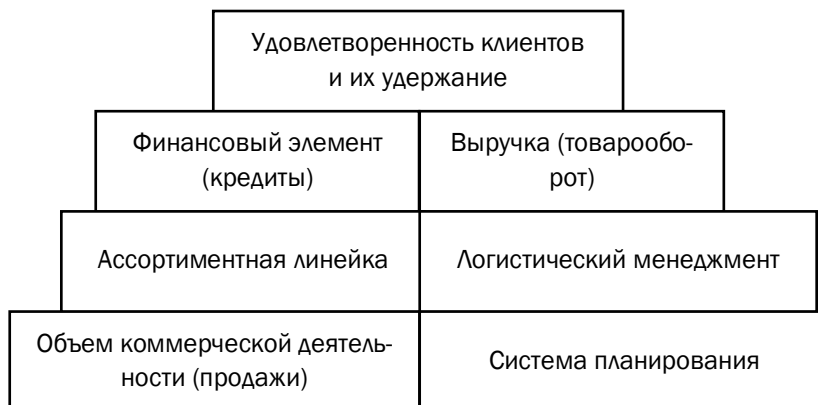 Удовлетворенность клиентов
и их удержание
Финансовый элемент
(кредиты)
Выручка (товарообо-
рот)
Ассортиментная линейка
Логистический менеджмент
Объем коммерческой деятель-
ности (продажи)
Система планирования